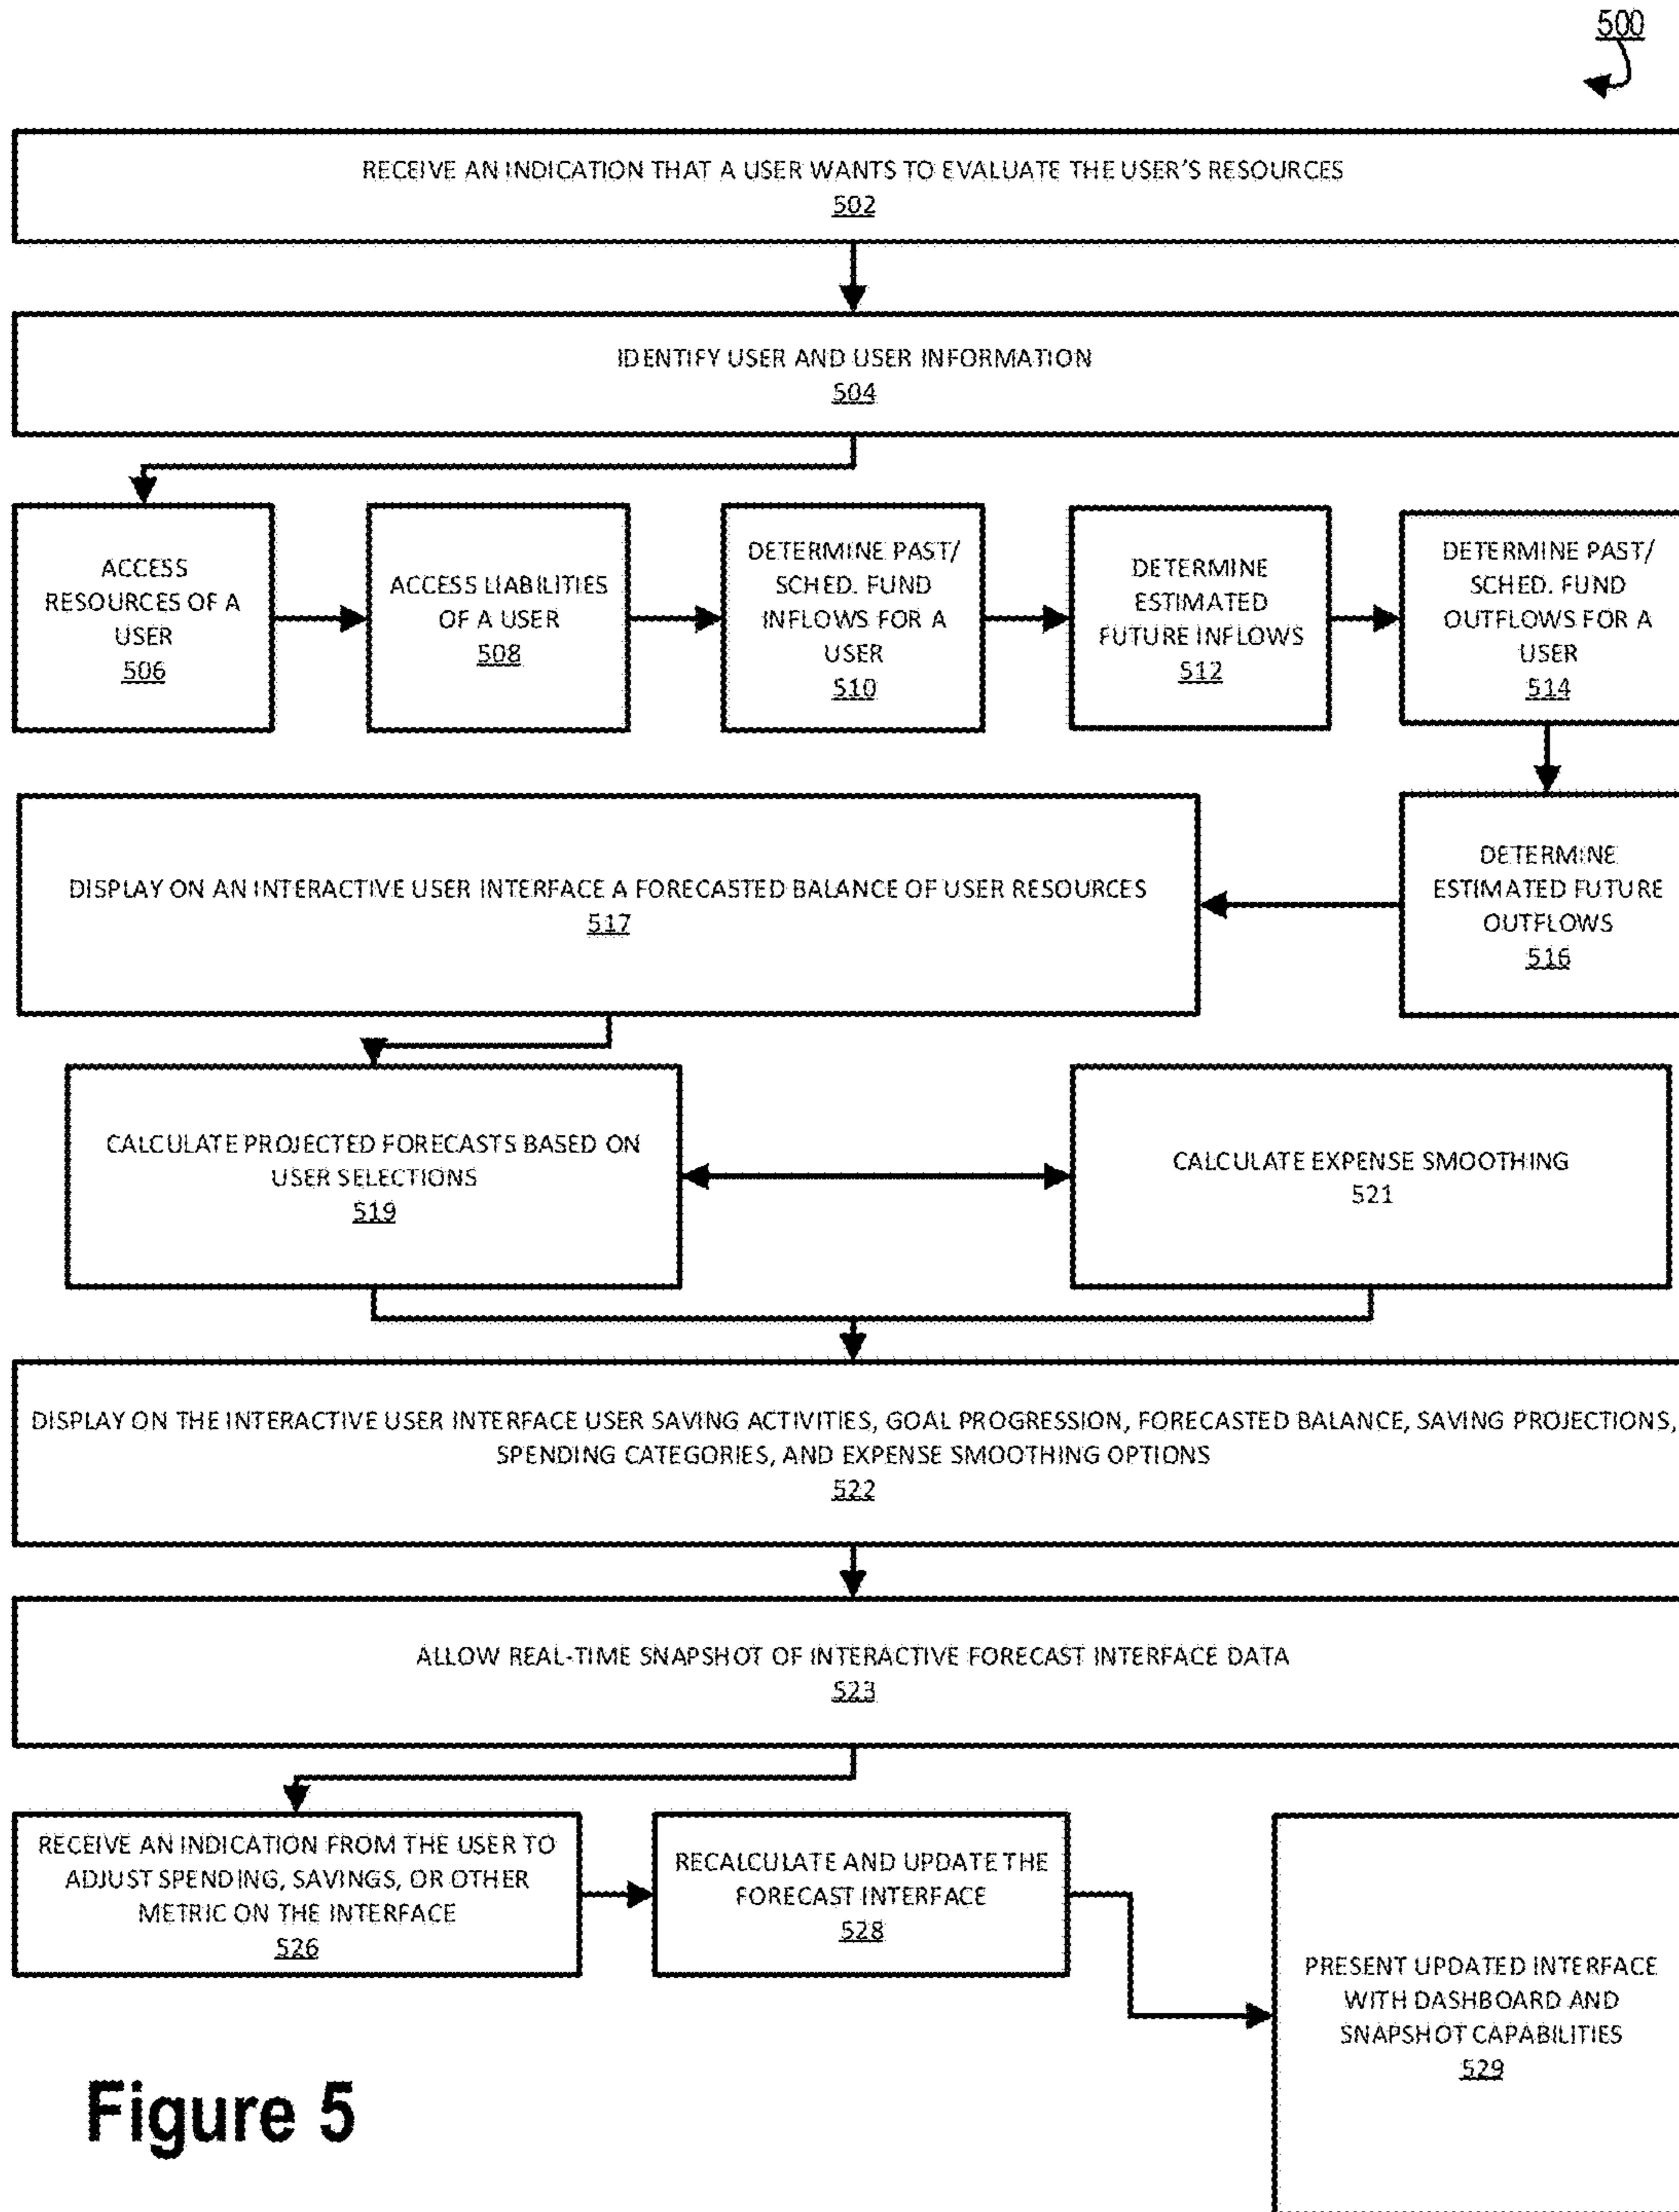 500
RECEIVE AN INDICATION THAT A USER WANTS TO EVALUATE THE USER'S RESOURCES
502
IDENTIFY USER AND USER INFORMATION
504
ACCESS
RESOURCES OF A
USER
506
ACCESS LIABILITIES
OF A USER
508
DETERMINE PAST/
SCHED. FUND
INFLOWS FOR A
USER
510
DETERMINE
ESTIMATED
FUTURE INFLOWS
512
DETERMINE PAST/
SCHED. FUND
OUTFLOWS FOR A
USER
514
DISPLAY ON AN INTERACTIVE USER INTERFACE A FORECASTED BALANCE OF USER RESOURCES
517
DETERMINE
ESTIMATED FUTURE
OUTFLOWS
516
CALCULATE PROJECTED FORECASTS BASED ON
USER SELECTIONS
519
CALCULATE EXPENSE SMOOTHING
521
DISPLAY ON THE INTERACTIVE USER INTERFACE USER SAVING ACTIVITIES, GOAL PROGRESSION, FORECASTED BALANCE, SAVING PROJECTIONS,
SPENDING CATEGORIES, AND EXPENSE SMOOTHING OPTIONS
522
ALLOW REAL-TIME SNAPSHOT OF INTERACTIVE FORECAST INTERFACE DATA
523
RECEIVE AN INDICATION FROM THE USER TO
ADJUST SPENDING, SAVINGS, OR OTHER
METRIC ON THE INTERFACE
526
RECALCULATE AND UPDATE THE
FORECAST INTERFACE
528
PRESENT UPDATED INTERFACE
WITH DASHBOARD AND
SNAPSHOT CAPABILITIES
529
Figure 5